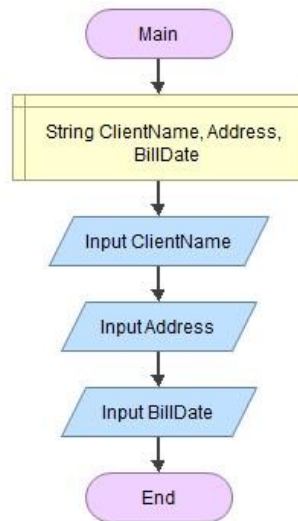 Main
String ClientName, Address,
BillDate
Input ClientName
Input Address
Input BillDate
End